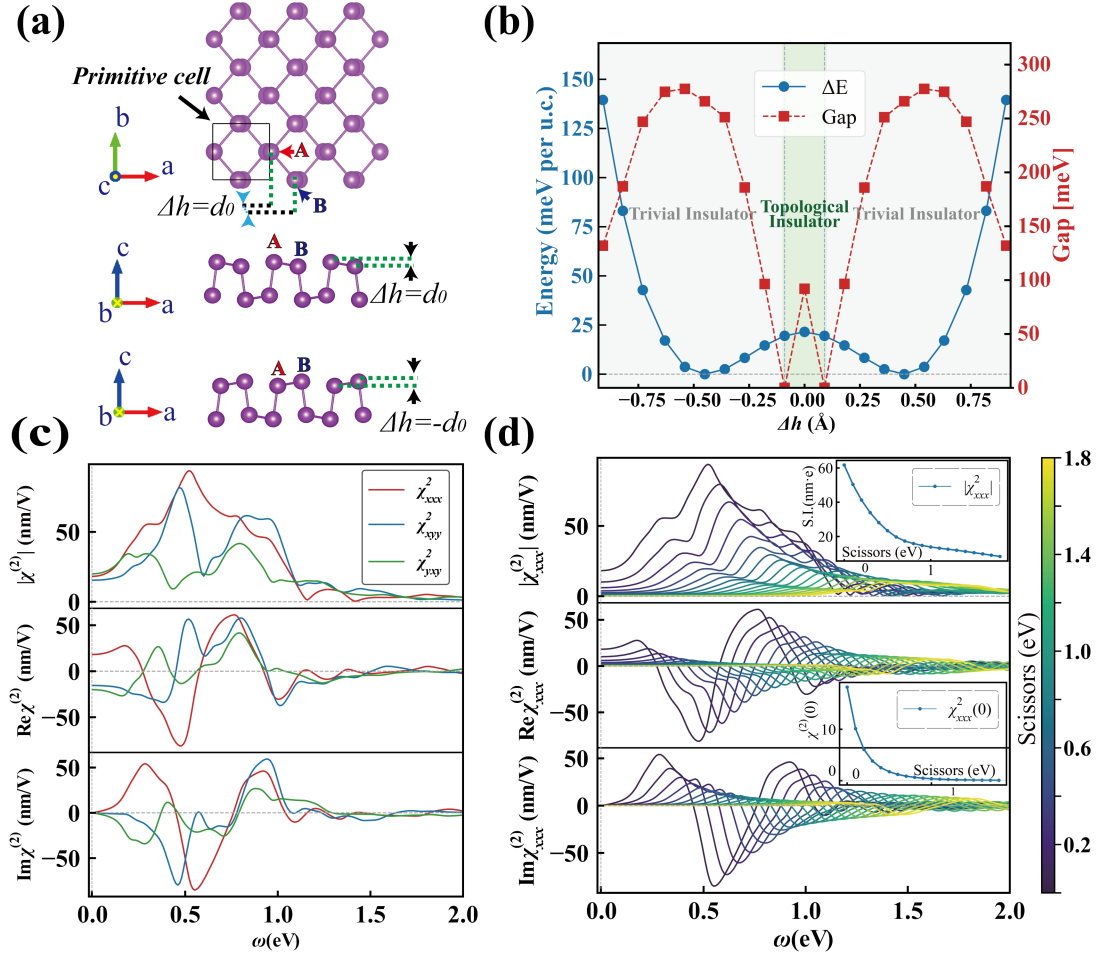 (a)
Primitive cell
b
c
a
A
B
Δh=d₀
c
b
a
A
B
Δh=d₀
c
b
a
A
B
Δh=-d₀
(b)
Energy (meV per u.c.)
150
125
100
75
50
25
0
ΔE
Gap
Trivial Insulator
Topological
Insulator
Trivial Insulator
300
250
200
150
100
50
0
Gap [meV]
−0.75 −0.50 −0.25 0.00 0.25 0.50 0.75
Δh (Å)
(c)
|χ⁽²⁾| (nm/V)
50
0
χ²xxx
χ²xyy
χ²yxy
Reχ⁽²⁾ (nm/V)
50
0
−50
Imχ⁽²⁾ (nm/V)
50
0
−50
0.0 0.5 1.0 1.5 2.0
ω(eV)
(d)
|χ⁽²⁾xxx| (nm/V)
50
0
S.I.(mm·e)
60
40
20
|χ²xxx|
Scissors (eV)
0 1
Reχ⁽²⁾xxx (nm/V)
50
0
−50
χ⁽²⁾(0)
10
0
χ²xxx(0)
Scissors (eV)
0 1
Imχ⁽²⁾xxx (nm/V)
50
0
−50
0.0 0.5 1.0 1.5 2.0
ω(eV)
Scissors (eV)
1.8
1.4
1.0
0.6
0.2